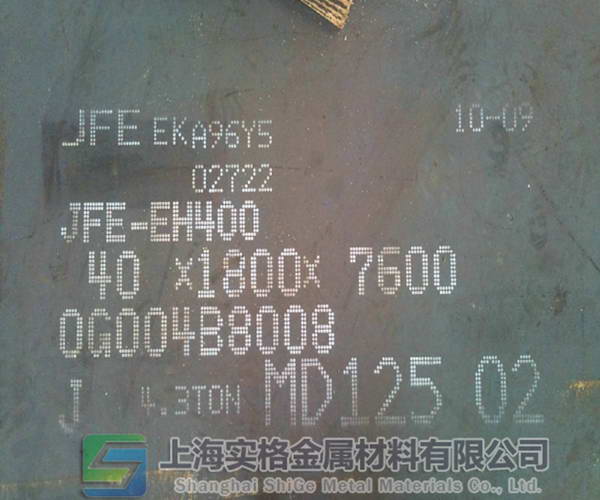 JFE EKA96Y5 10-09
02722
JFE-EH400
40 ×1800× 7600
0G004B8008
J 4.3TON MD125 02
上海实格金属材料有限公司
Shanghai ShiGe Metal Materials Co., Ltd.